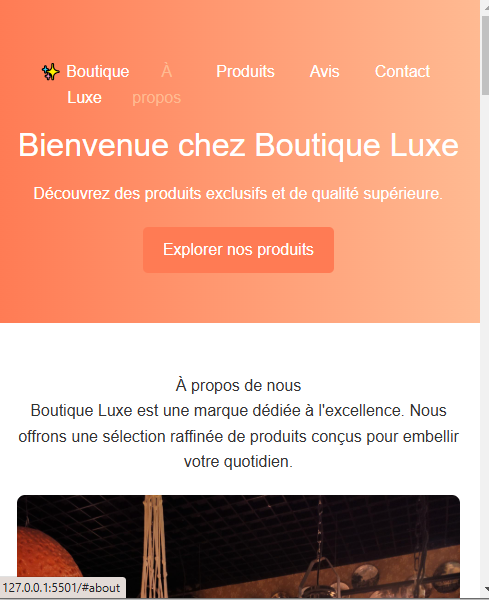 ✨ Boutique Luxe À propos Produits Avis Contact
Bienvenue chez Boutique Luxe
Découvrez des produits exclusifs et de qualité supérieure.
Explorer nos produits
À propos de nous
Boutique Luxe est une marque dédiée à l'excellence. Nous
offrons une sélection raffinée de produits conçus pour embellir
votre quotidien.
127.0.0.1:5501/#about